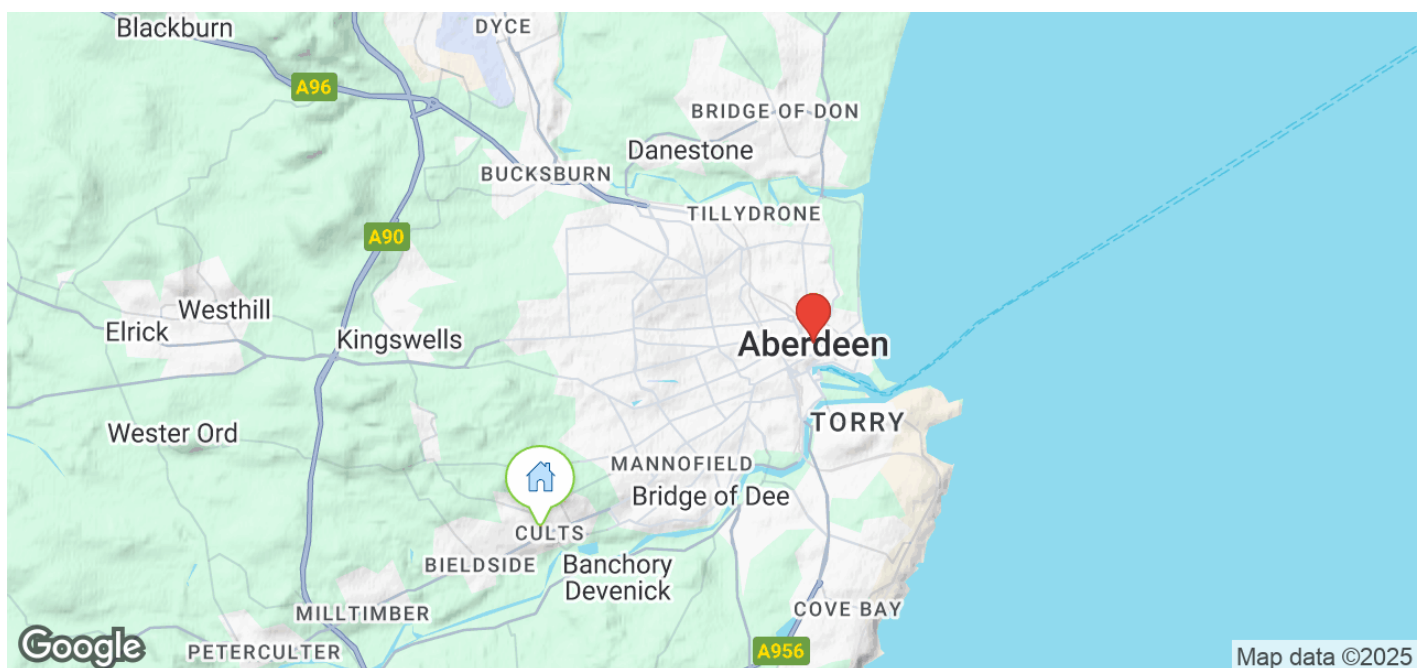 Blackburn
DYCE
A96
BRIDGE OF DON
Danestone
BUCKSBURN
TILLYDRONE
A90
Westhill
Elrick
Kingswells
Aberdeen
TORRY
Wester Ord
MANNOFIELD
Bridge of Dee
CULTS
BIELDSIDE
Banchory
Devenick
MILLTIMBER
COVE BAY
PETERCULTER
A956
Google
Map data ©2025